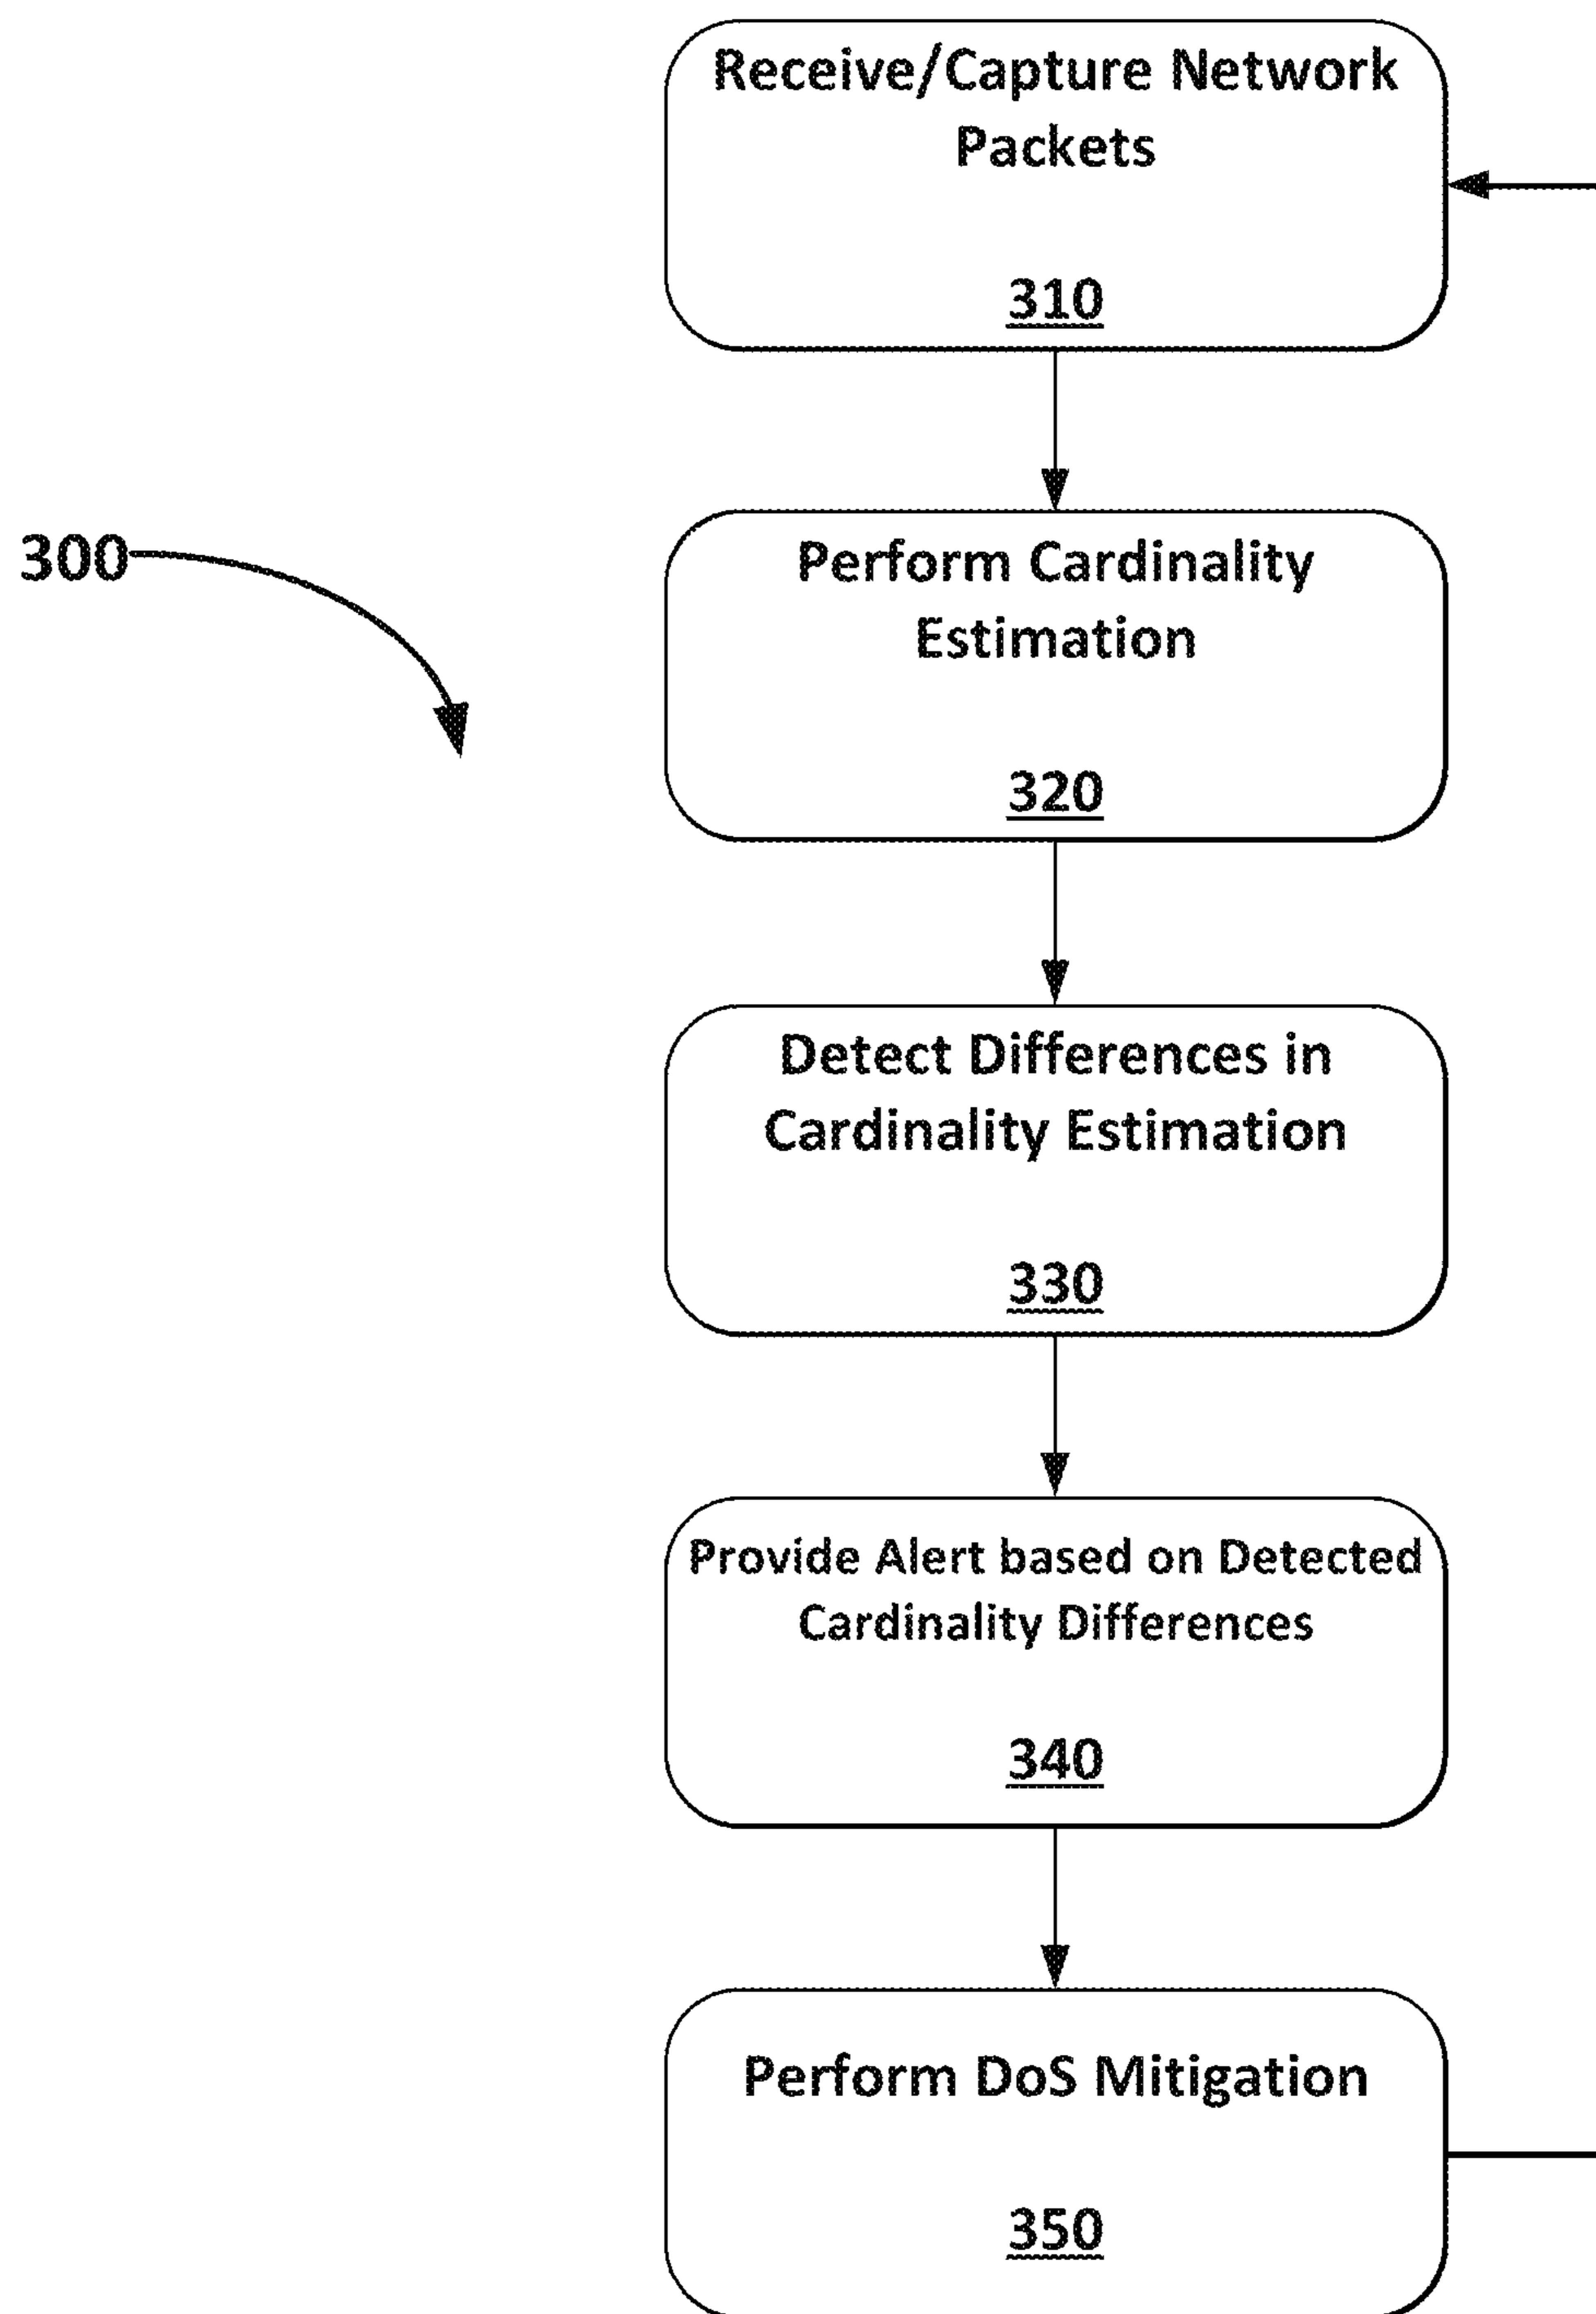 Receive/Capture Network
Packets
310
300
Perform Cardinality
Estimation
320
Detect Differences in
Cardinality Estimation
330
Provide Alert based on Detected
Cardinality Differences
340
Perform DoS Mitigation
350